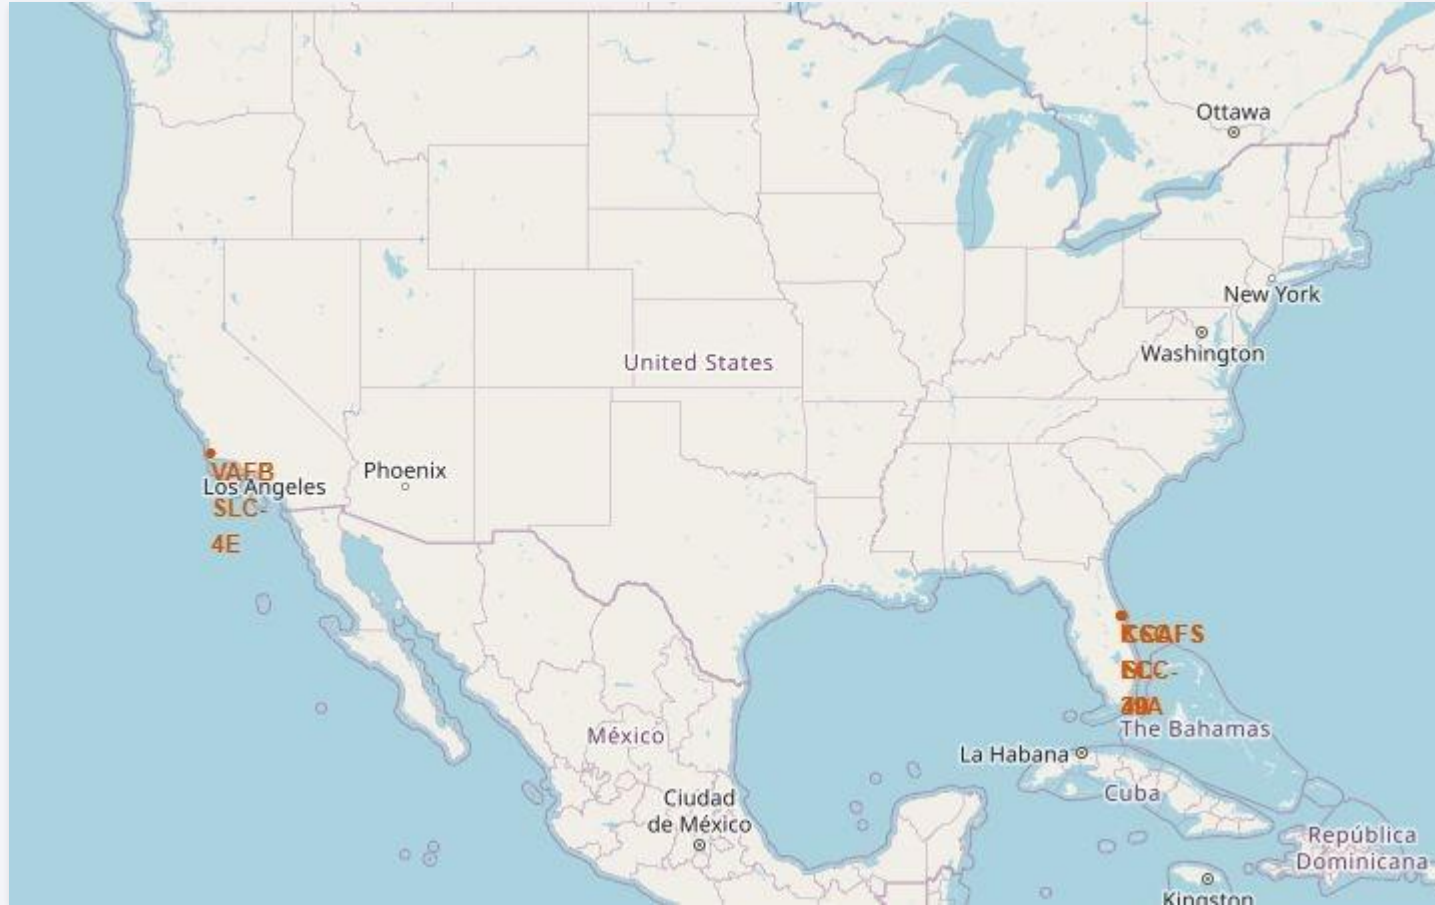 Ottawa
New York
Washington
United States
VAFB
Los Angeles
SLC-
4E
Phoenix
México
The Bahamas
La Habana
Cuba
Ciudad
de México
República
Dominicana
Kingston